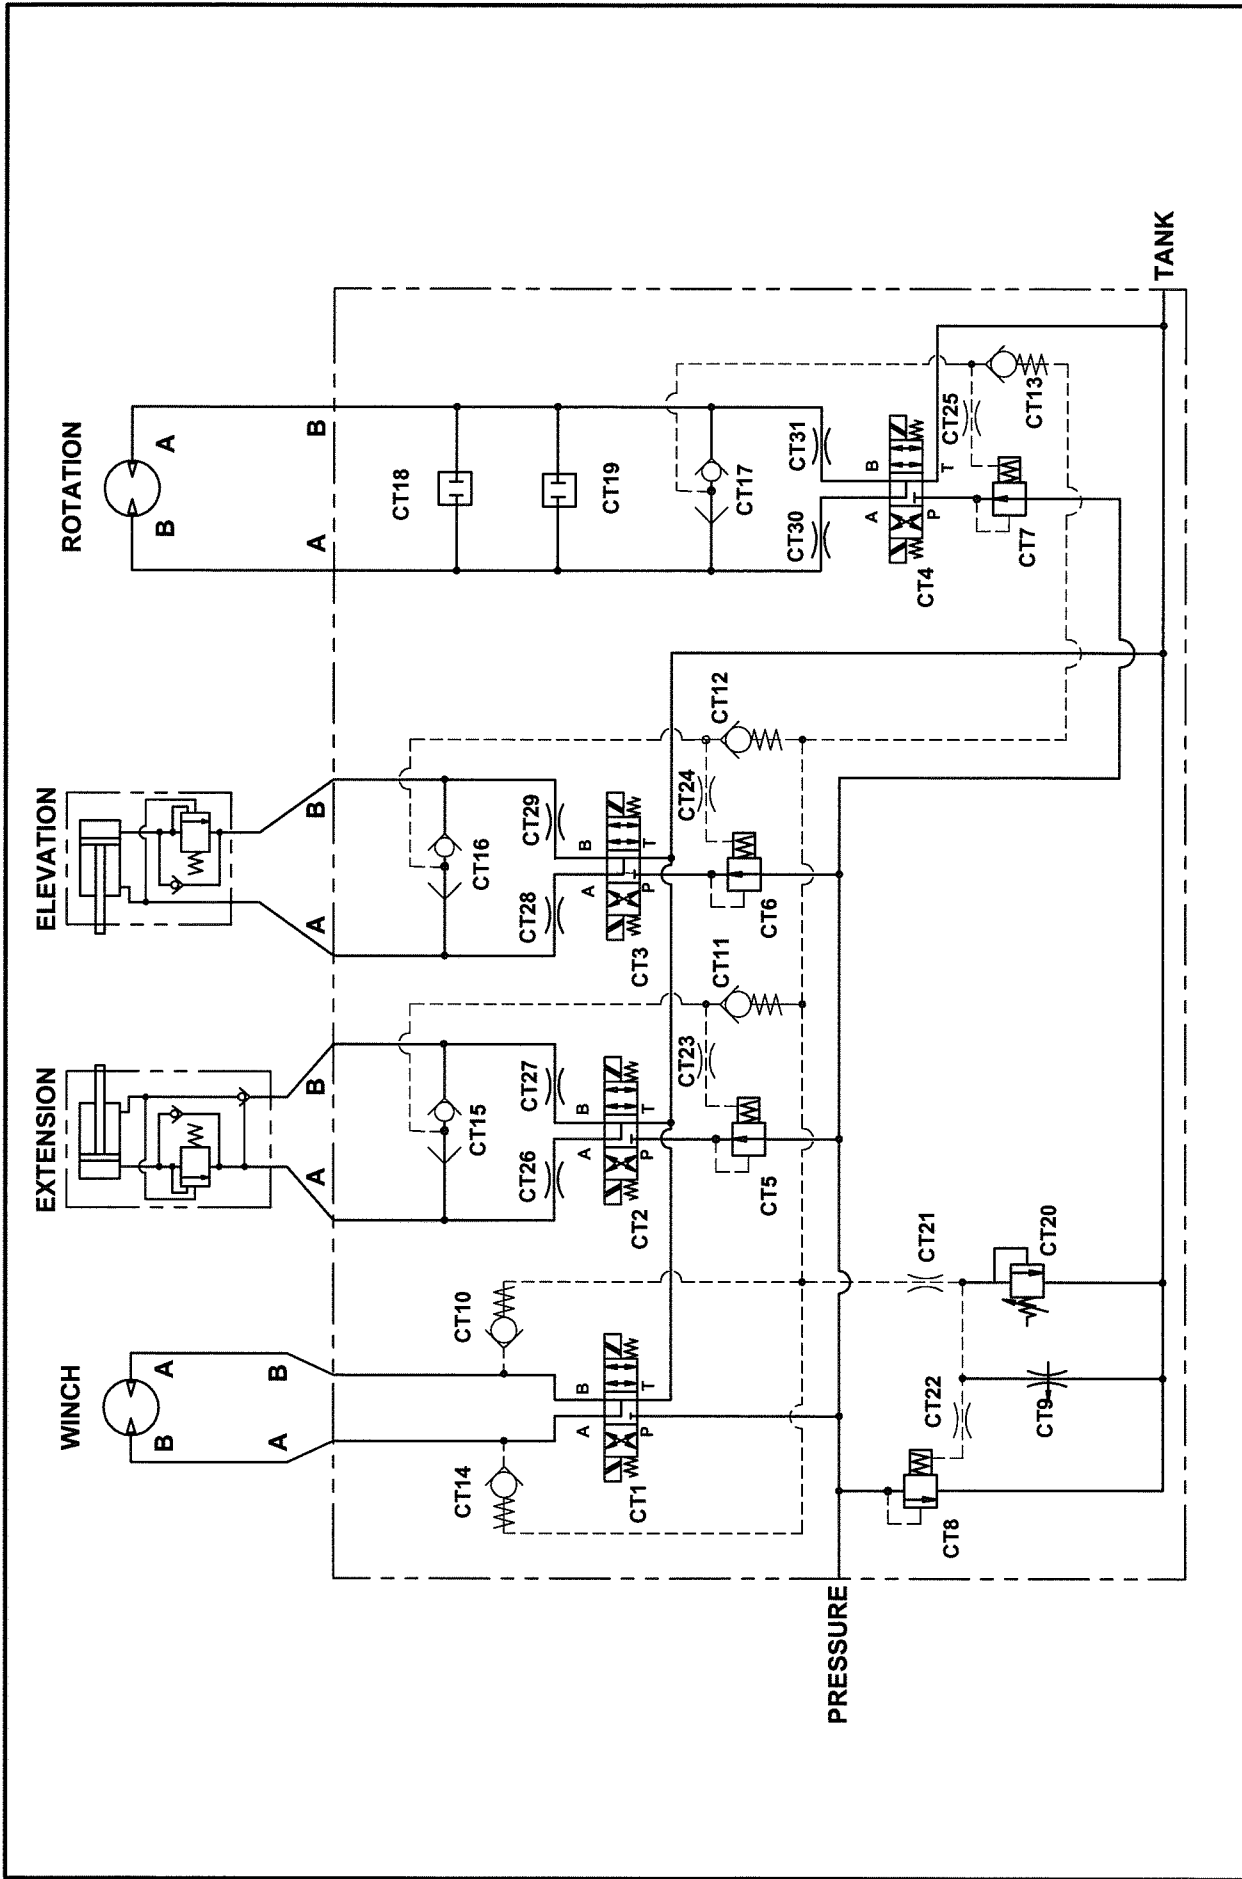 WINCH
EXTENSION
ELEVATION
ROTATION
B
A
B
A
A
B
A
B
A
B
A
B
CT18
CT19
CT14
CT10
CT15
CT16
CT17
CT26
CT27
CT28
CT29
CT30
CT31
A
B
P
T
CT1
A
B
P
T
CT2
A
B
P
T
CT3
A
B
P
T
CT4
CT23
CT11
CT24
CT12
CT25
CT13
CT5
CT6
CT7
PRESSURE
CT8
CT22
CT21
CT9
CT20
TANK